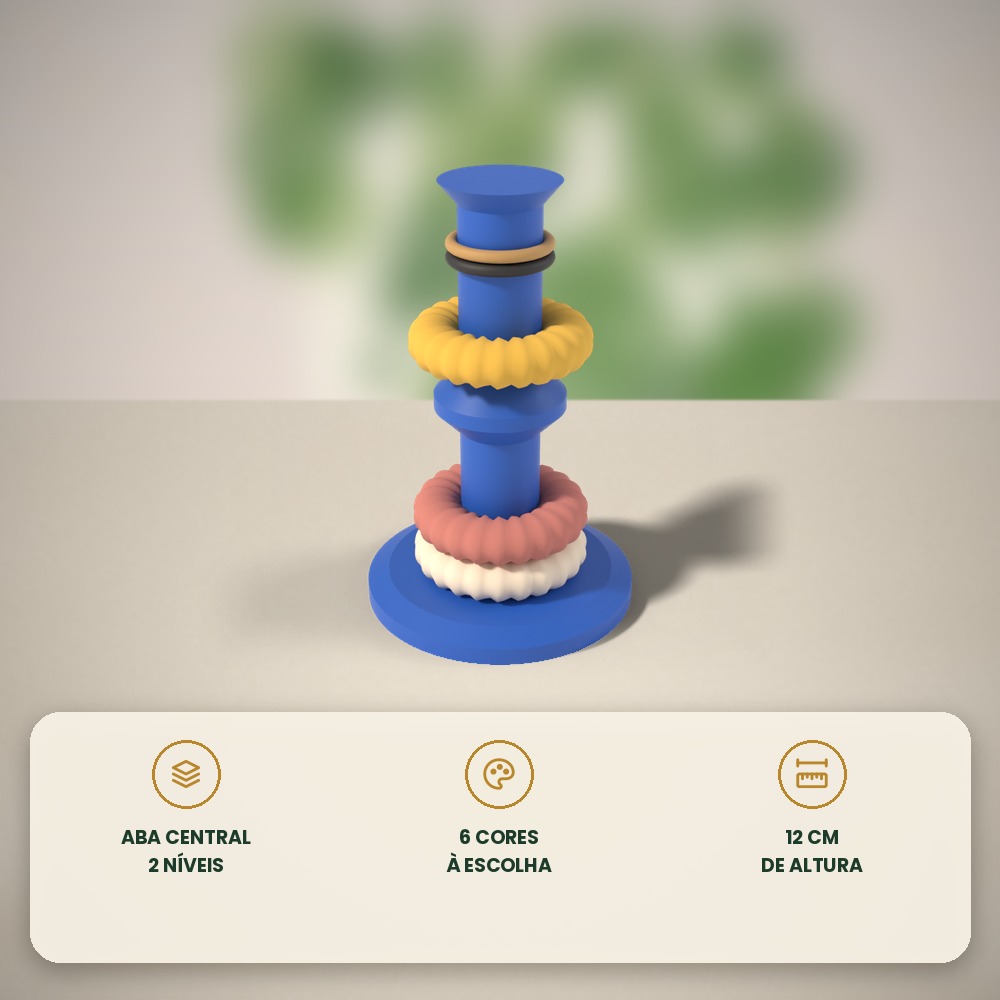 ABA CENTRAL
2 NÍVEIS
6 CORES
À ESCOLHA
12 CM
DE ALTURA